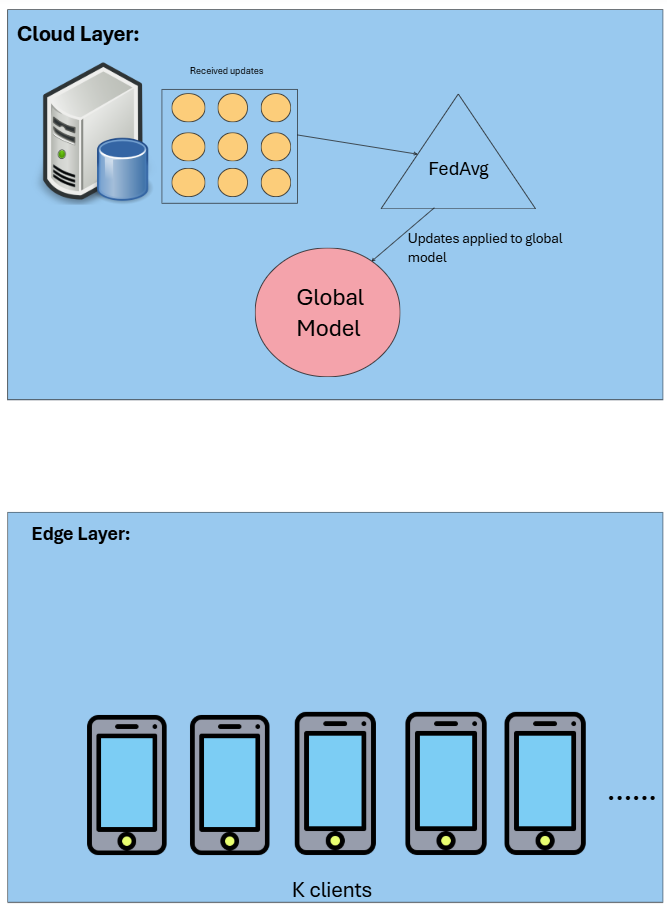 Cloud Layer:
Received updates
FedAvg
Updates applied to global
model
Global
Model
Edge Layer:
......
K clients